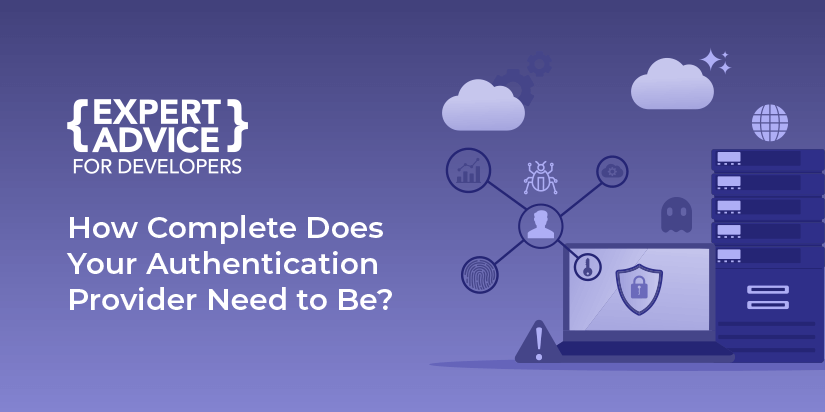 {EXPERT
ADVICE}
FOR DEVELOPERS
How Complete Does
Your Authentication
Provider Need to Be?